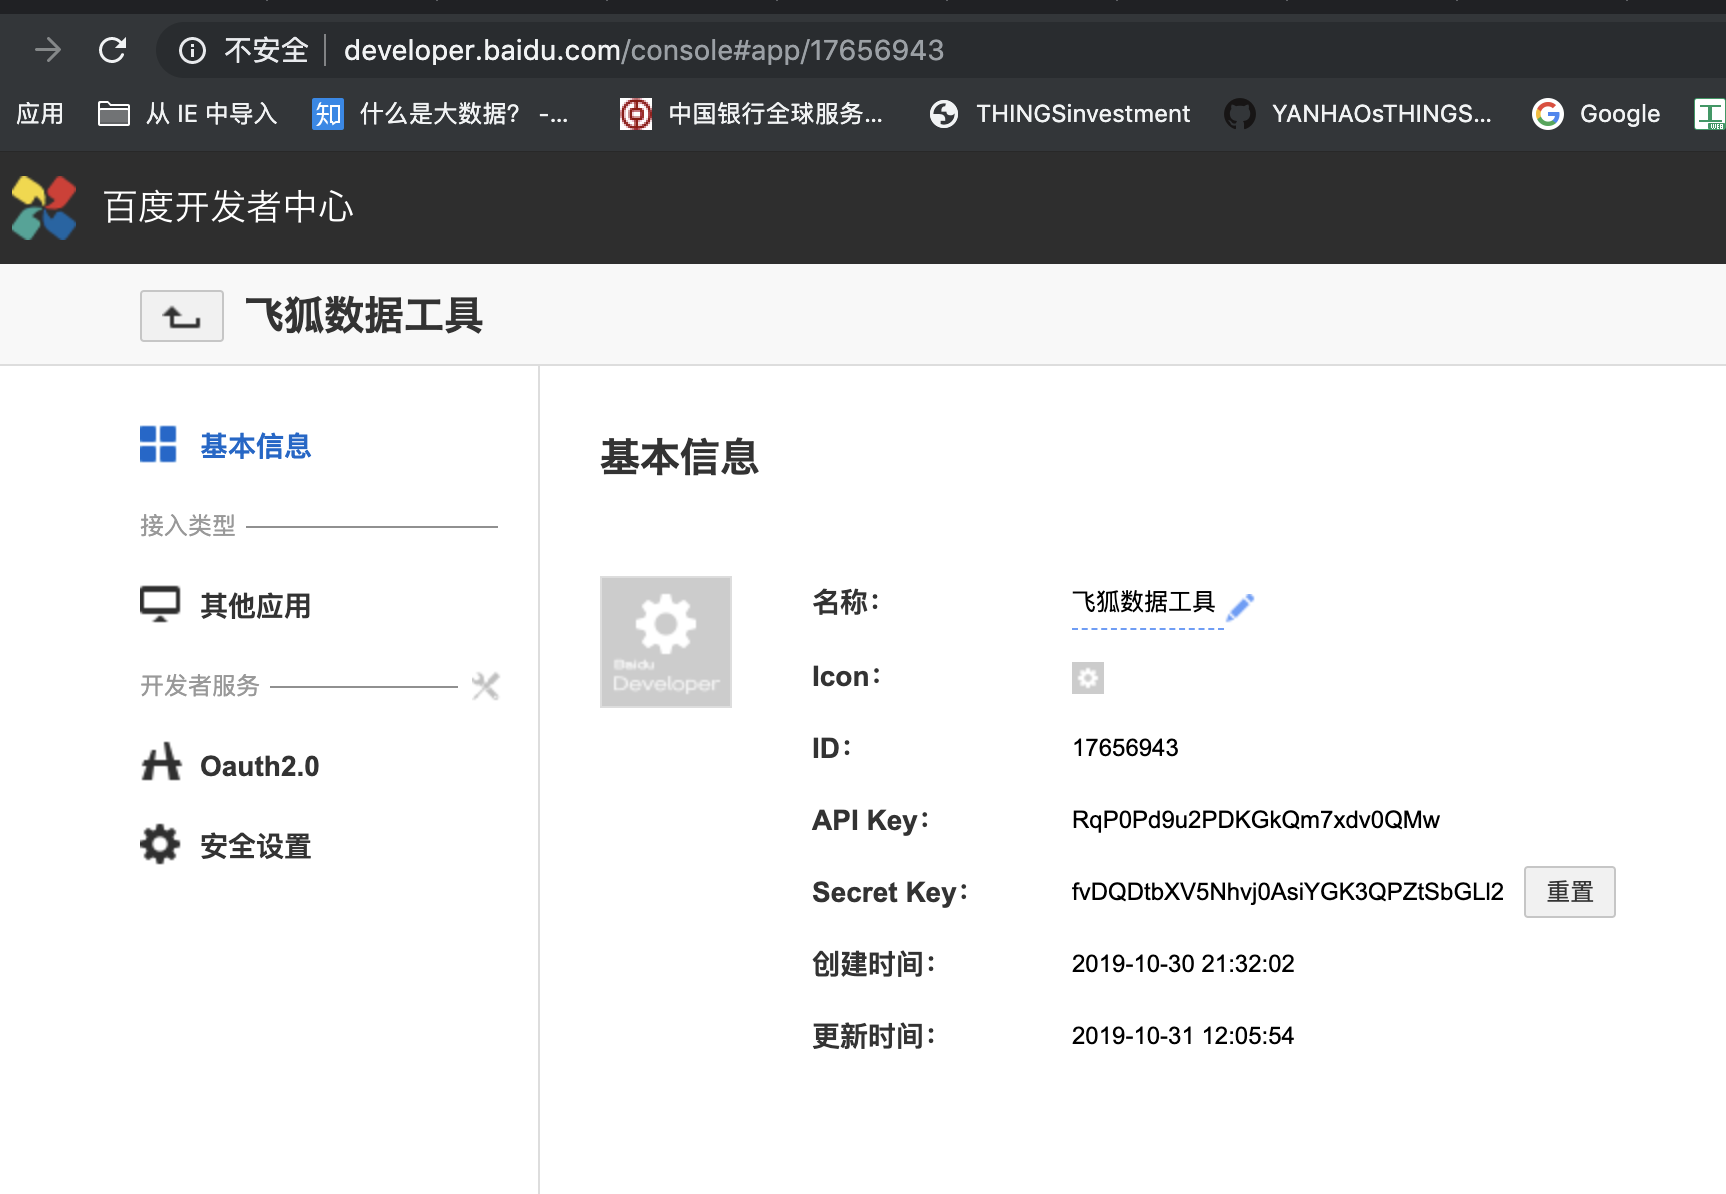 不安全 developer.baidu.com/console#app/17656943
应用 从 IE 中导入 知 什么是大数据？ -... 中国银行全球服务... THINGSinvestment YANHAOsTHINGS... Google 工
百度开发者中心
飞狐数据工具
基本信息
接入类型
其他应用
开发者服务
Oauth2.0
安全设置
基本信息
Baidu
Developer
名称： 飞狐数据工具
Icon：
ID： 17656943
API Key： RqP0Pd9u2PDKGkQm7xdv0QMw
Secret Key： fvDQDtbXV5Nhvj0AsiYGK3QPZtSbGLl2 重置
创建时间： 2019-10-30 21:32:02
更新时间： 2019-10-31 12:05:54